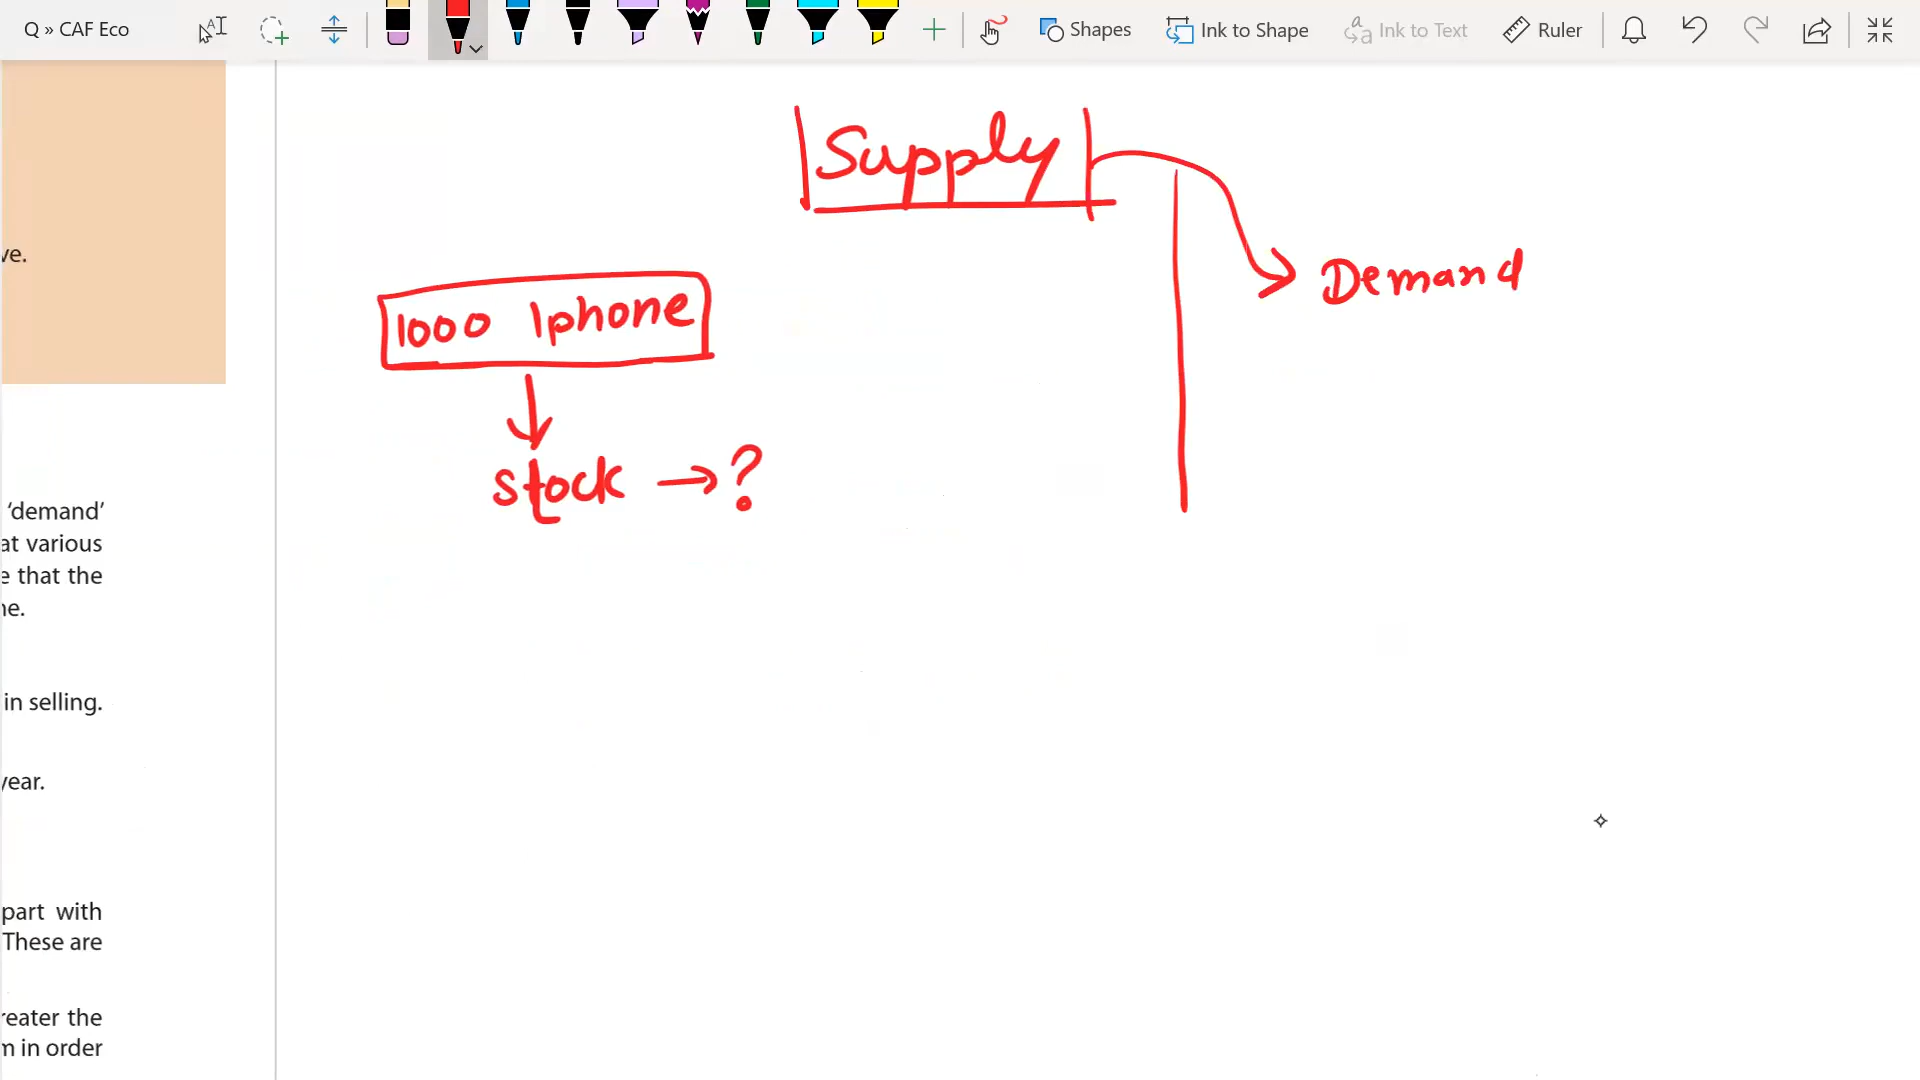 Q » CAF Eco
Shapes
Ink to Shape
Ink to Text
Ruler
Supply
Demand
1000 Iphone
stock →?
ve.
'demand'
at various
e that the
ne.
in selling.
year.
part with
These are
reater the
m in order